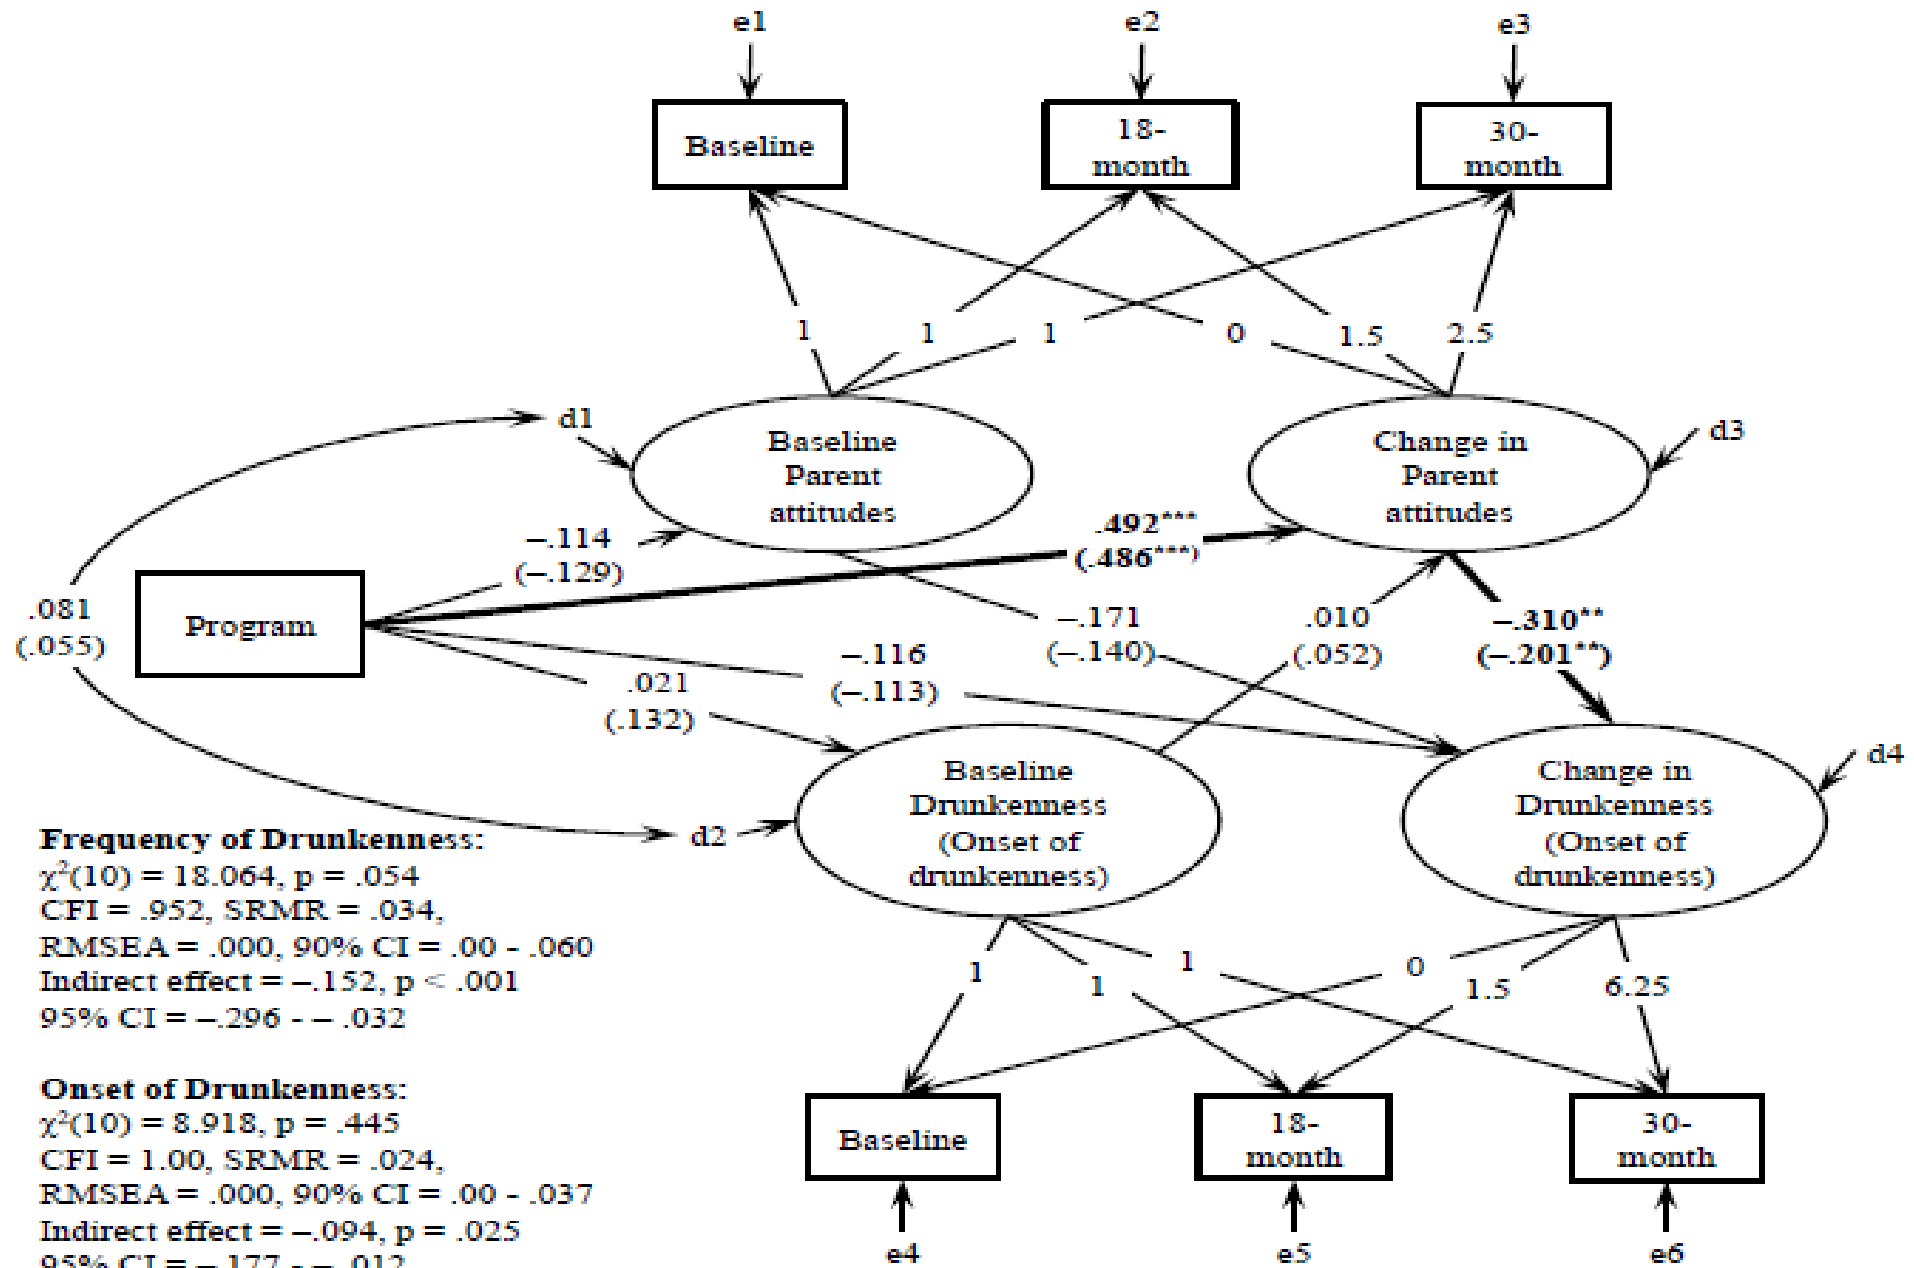 e1
e2
e3
Baseline
18-
month
30-
month
1
1
1
0
1.5
2.5
d1
Baseline
Parent
attitudes
Change in
Parent
attitudes
d3
–.114
(–.129)
.492***
(.486***)
.081
(.055)
Program
–.171
(–.140)
.010
(.052)
–.310**
(–.201**)
–.116
(–.113)
.021
(.132)
d2
Baseline
Drunkenness
(Onset of
drunkenness)
Change in
Drunkenness
(Onset of
drunkenness)
d4
Frequency of Drunkenness:
χ²(10) = 18.064, p = .054
CFI = .952, SRMR = .034,
RMSEA = .000, 90% CI = .00 - .060
Indirect effect = –.152, p < .001
95% CI = –.296 - – .032
1
1
1
0
1.5
6.25
Onset of Drunkenness:
χ²(10) = 8.918, p = .445
CFI = 1.00, SRMR = .024,
RMSEA = .000, 90% CI = .00 - .037
Indirect effect = –.094, p = .025
95% CI = –.177 - – .012
Baseline
18-
month
30-
month
e4
e5
e6